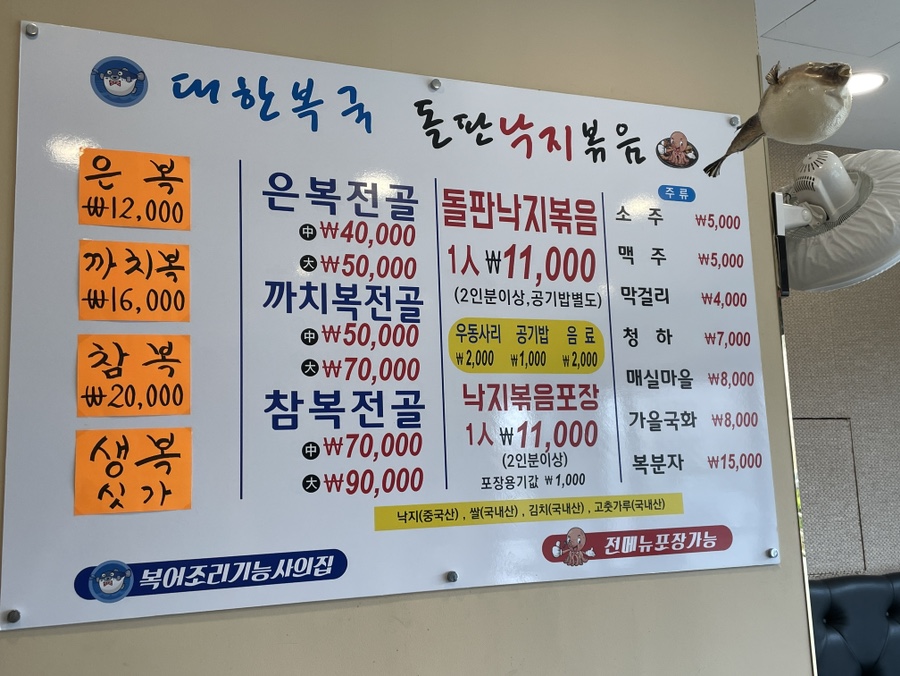 대한복국 돌판낙지볶음
은 복
₩12,000
까치복
₩16,000
참 복
₩20,000
생 복
싯 가
은복전골
中 ₩40,000
大 ₩50,000
까치복전골
中 ₩50,000
大 ₩70,000
참복전골
中 ₩70,000
大 ₩90,000
돌판낙지볶음
1人 ₩11,000
(2인분이상,공기밥별도)
우동사리 공기밥 음 료
₩2,000 ₩1,000 ₩2,000
낙지볶음포장
1人 ₩11,000
(2인분이상)
포장용기값 ₩1,000
주 류
소 주 ₩5,000
맥 주 ₩5,000
막걸리 ₩4,000
청 하 ₩7,000
매실마을 ₩8,000
가을국화 ₩8,000
복분자 ₩15,000
낙지(중국산) , 쌀(국내산) , 김치(국내산) , 고춧가루(국내산)
복어조리기능사의집
전메뉴포장가능